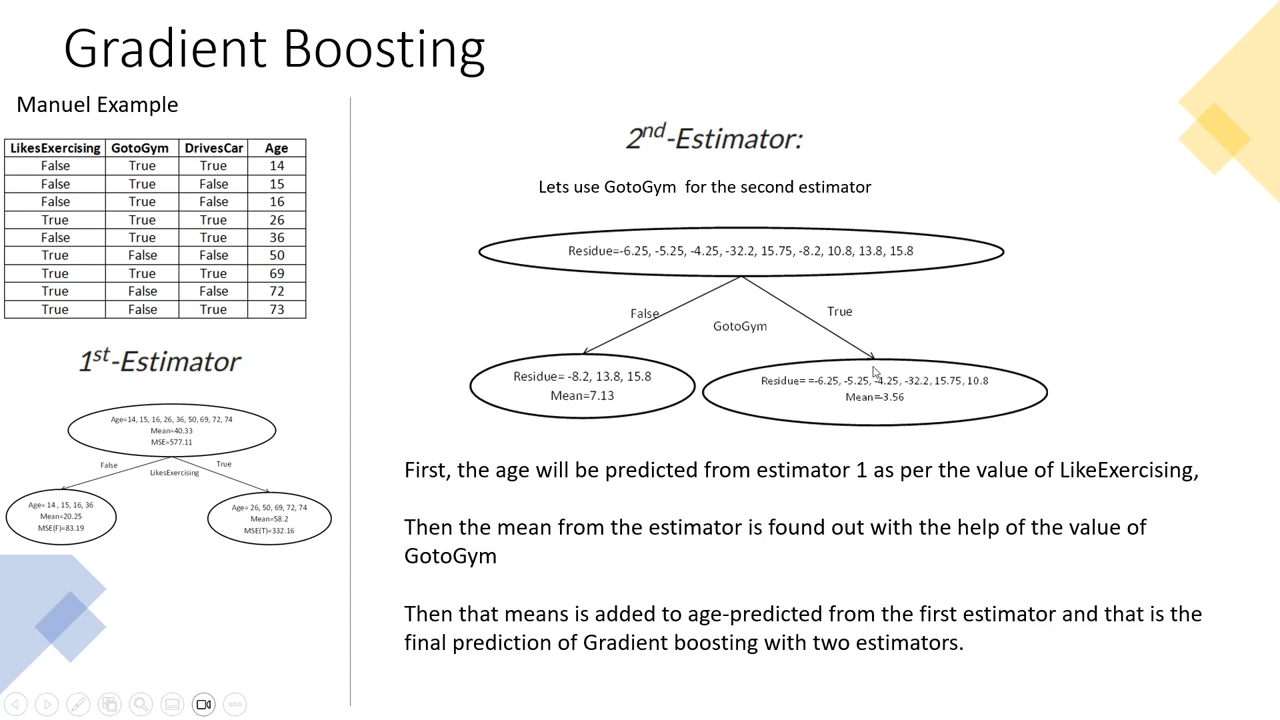 Gradient Boosting
Manuel Example
LikesExercising GotoGym DrivesCar Age
False True True 14
False True False 15
False True False 16
True True True 26
False True True 36
True False False 50
True True True 69
True False False 72
True False True 73
1st-Estimator
Age=14, 15, 16, 26, 36, 50, 69, 72, 74
Mean=40.33
MSE=577.11
False
True
LikesExercising
Age= 14 , 15, 16, 36
Mean=20.25
MSE(F)=83.19
Age= 26, 50, 69, 72, 74
Mean=58.2
MSE(T)=332.16
2nd-Estimator:
Lets use GotoGym for the second estimator
Residue=-6.25, -5.25, -4.25, -32.2, 15.75, -8.2, 10.8, 13.8, 15.8
False
True
GotoGym
Residue= -8.2, 13.8, 15.8
Mean=7.13
Residue= =-6.25, -5.25, -4.25, -32.2, 15.75, 10.8
Mean=-3.56
First, the age will be predicted from estimator 1 as per the value of LikeExercising,
Then the mean from the estimator is found out with the help of the value of
GotoGym
Then that means is added to age-predicted from the first estimator and that is the
final prediction of Gradient boosting with two estimators.